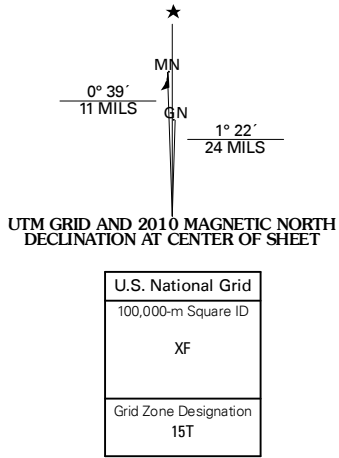 MN
0° 39´
11 MILS
GN
1° 22´
24 MILS
UTM GRID AND 2010 MAGNETIC NORTH
DECLINATION AT CENTER OF SHEET
U.S. National Grid
100,000-m Square ID
XF
Grid Zone Designation
15T